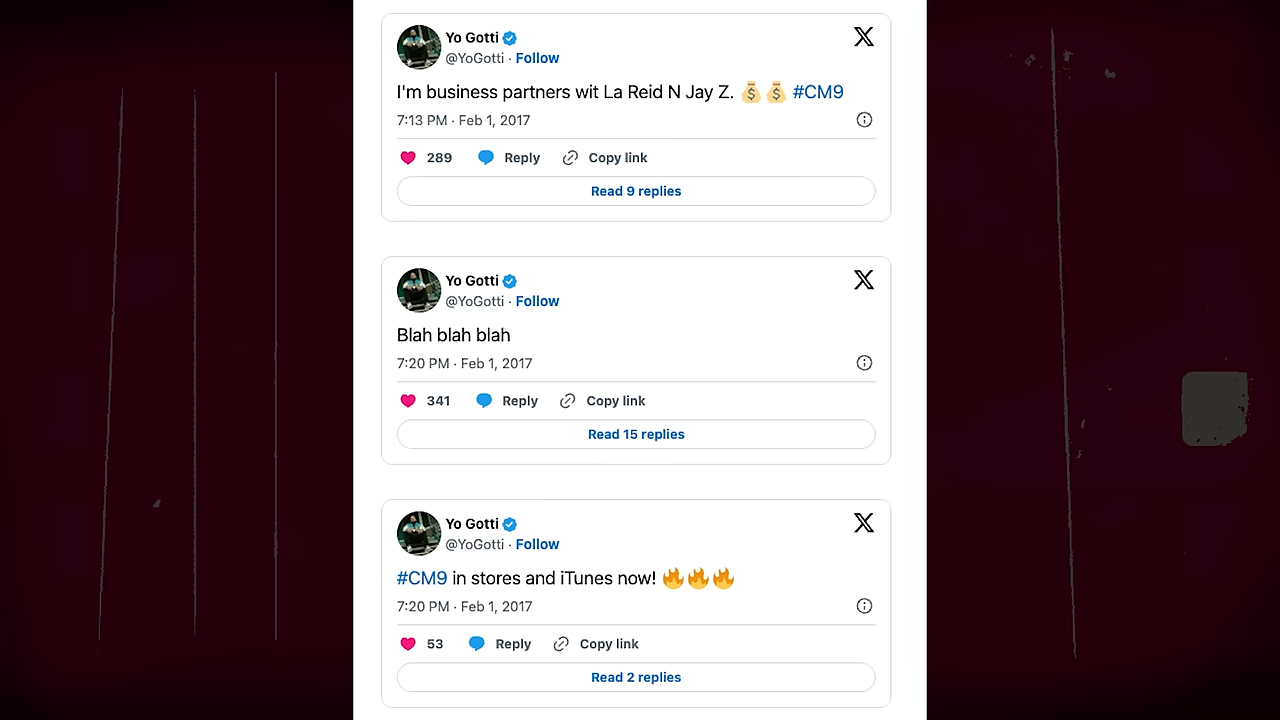 Yo Gotti
@YoGotti · Follow
I'm business partners wit La Reid N Jay Z. 💰 💰 #CM9
7:13 PM · Feb 1, 2017
289 Reply Copy link
Read 9 replies
Yo Gotti
@YoGotti · Follow
Blah blah blah
7:20 PM · Feb 1, 2017
341 Reply Copy link
Read 15 replies
Yo Gotti
@YoGotti · Follow
#CM9 in stores and iTunes now! 🔥🔥🔥
7:20 PM · Feb 1, 2017
53 Reply Copy link
Read 2 replies